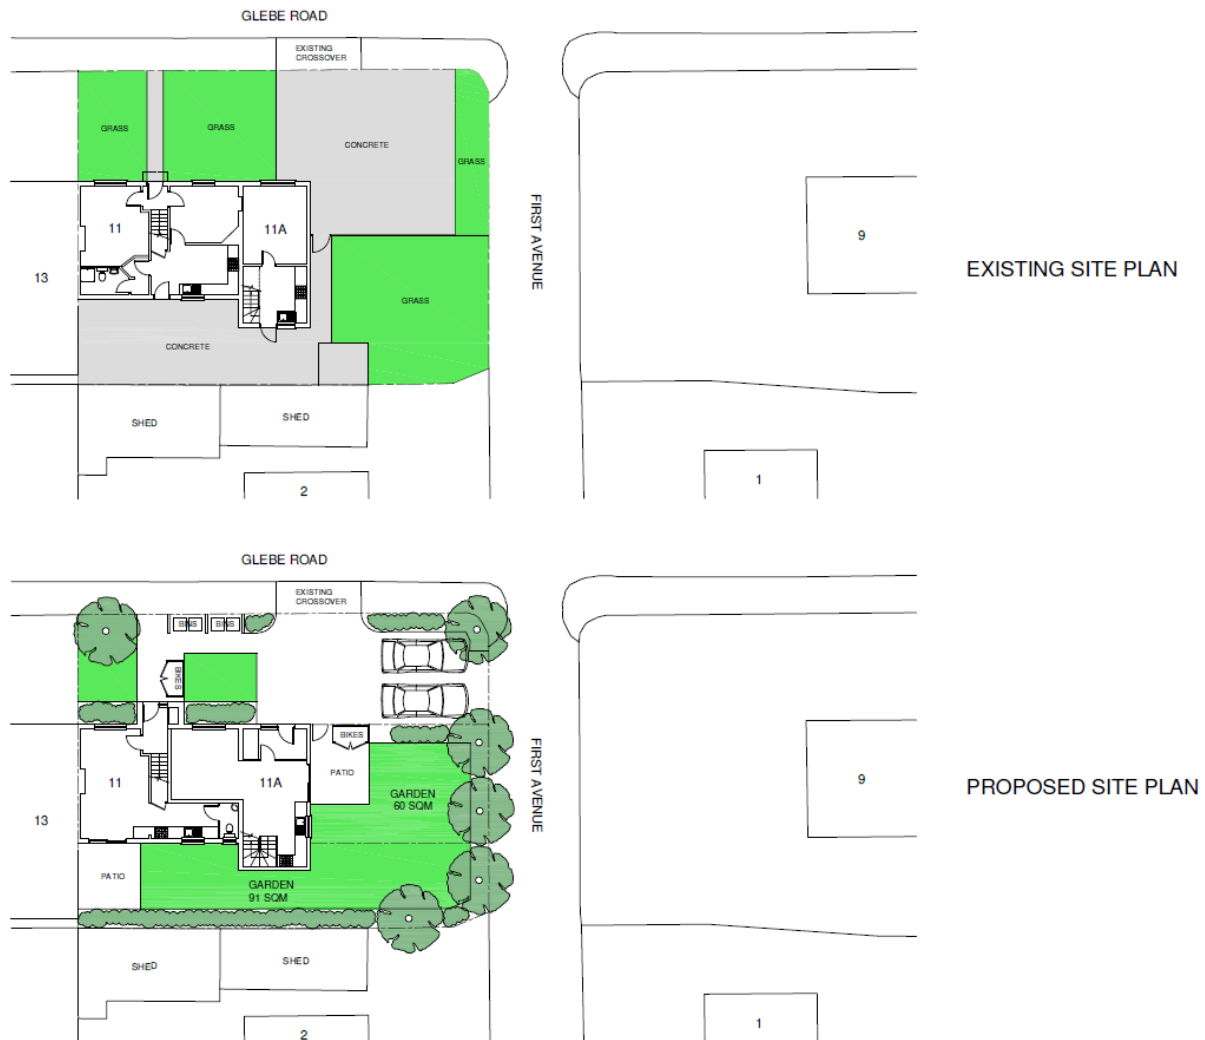 GLEBE ROAD
EXISTING
CROSSOVER
GRASS
GRASS
CONCRETE
GRASS
FIRST AVENUE
11
11A
9
13
EXISTING SITE PLAN
GRASS
CONCRETE
SHED
SHED
2
1
GLEBE ROAD
EXISTING
CROSSOVER
BINS
BINS
BIKES
BIKES
FIRST AVENUE
11
11A
PATIO
9
PROPOSED SITE PLAN
GARDEN
60 SQM
13
PATIO
GARDEN
91 SQM
SHED
SHED
2
1